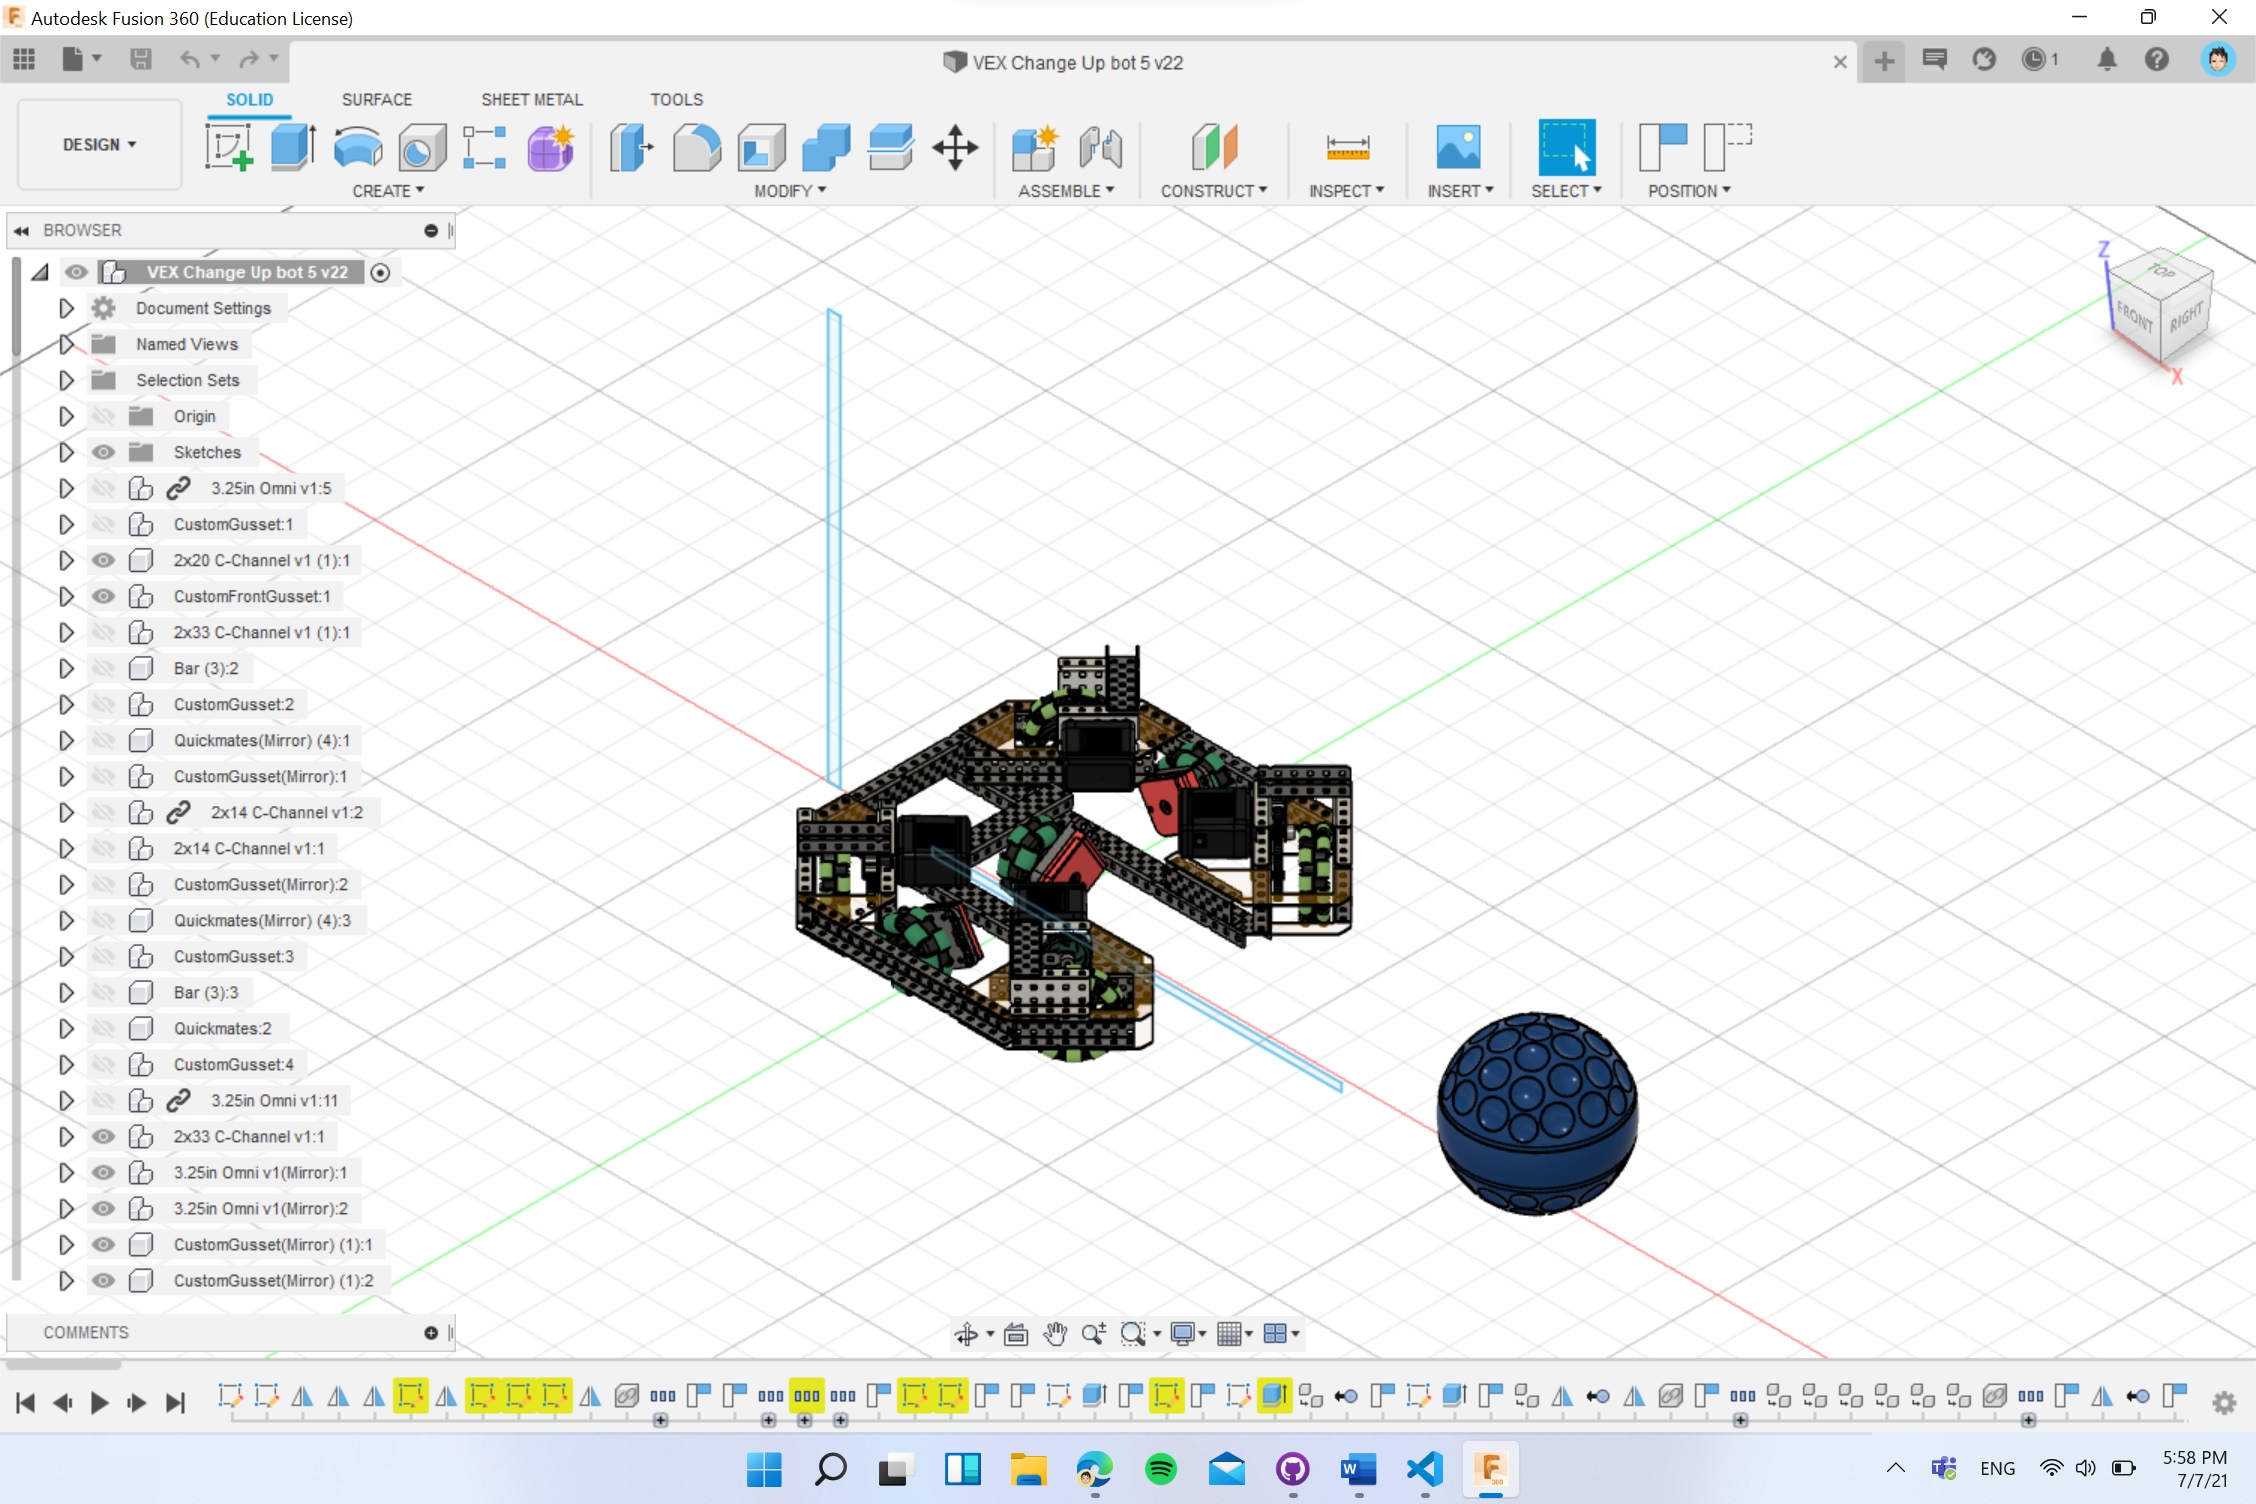 Autodesk Fusion 360 (Education License)
VEX Change Up bot 5 v22
1
SOLID SURFACE SHEET METAL TOOLS
DESIGN
CREATE MODIFY ASSEMBLE CONSTRUCT INSPECT INSERT SELECT POSITION
BROWSER
VEX Change Up bot 5 v22
Document Settings
Named Views
Selection Sets
Origin
Sketches
3.25in Omni v1:5
CustomGusset:1
2x20 C-Channel v1 (1):1
CustomFrontGusset:1
2x33 C-Channel v1 (1):1
Bar (3):2
CustomGusset:2
Quickmates(Mirror) (4):1
CustomGusset(Mirror):1
2x14 C-Channel v1:2
2x14 C-Channel v1:1
CustomGusset(Mirror):2
Quickmates(Mirror) (4):3
CustomGusset:3
Bar (3):3
Quickmates:2
CustomGusset:4
3.25in Omni v1:11
2x33 C-Channel v1:1
3.25in Omni v1(Mirror):1
3.25in Omni v1(Mirror):2
CustomGusset(Mirror) (1):1
CustomGusset(Mirror) (1):2
Z
TOP
FRONT RIGHT
X
COMMENTS
ENG
5:58 PM
7/7/21